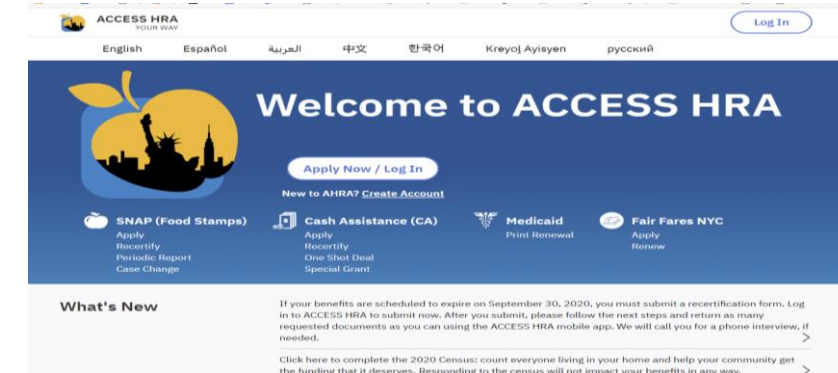 ACCESS HRA
YOUR WAY
Log In
English Español العربية 中文 한국어 Kreyoj Ayisyen русский
Welcome to ACCESS HRA
Apply Now / Log In
New to AHRA? Create Account
SNAP (Food Stamps)
Apply
Recertify
Periodic Report
Case Change
Cash Assistance (CA)
Apply
Recertify
One Shot Deal
Special Grant
Medicaid
Print Renewal
Fair Fares NYC
Apply
Renew
What's New
If your benefits are scheduled to expire on September 30, 2020, you must submit a recertification form. Log
in to ACCESS HRA to submit now. After you submit, please follow the next steps and return as many
requested documents as you can using the ACCESS HRA mobile app. We will call you for a phone interview, if
needed.
Click here to complete the 2020 Census: count everyone living in your home and help your community get
the funding that it deserves. Responding to the census will not impact your benefits in any way.